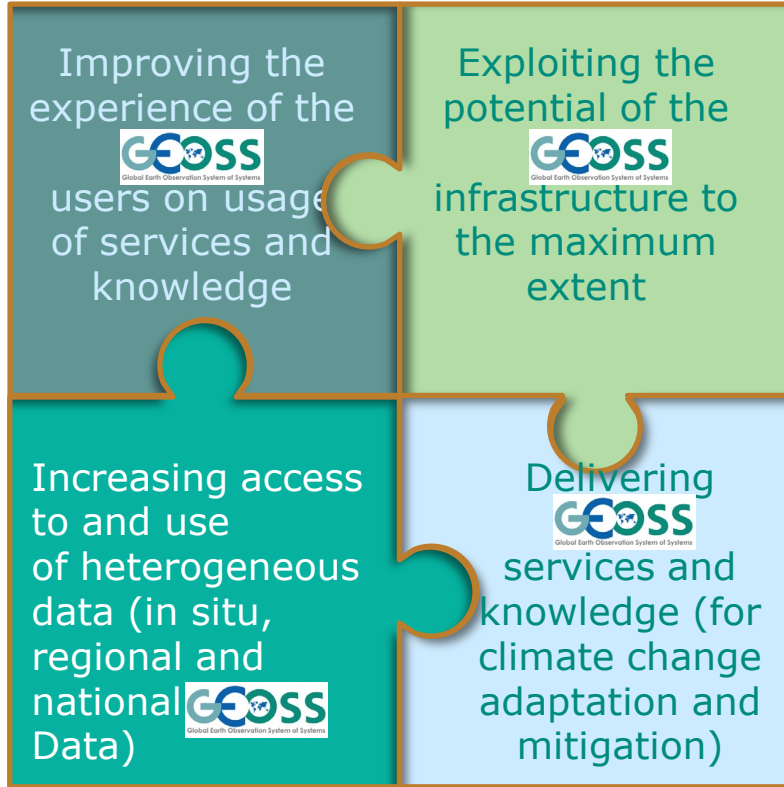 Improving the
experience of the
GEOSS
Global Earth Observation System of Systems
users on usage
of services and
knowledge
Exploiting the
potential of the
GEOSS
Global Earth Observation System of Systems
infrastructure to
the maximum
extent
Increasing access
to and use
of heterogeneous
data (in situ,
regional and
national GEOSS
Global Earth Observation System of Systems
Data)
Delivering
GEOSS
Global Earth Observation System of Systems
services and
knowledge (for
climate change
adaptation and
mitigation)